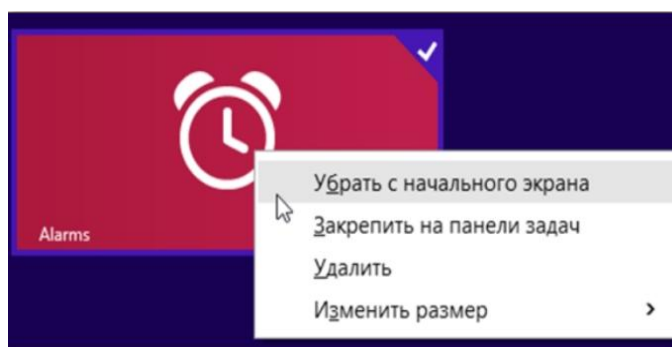 Alarms
Убрать с начального экрана
Закрепить на панели задач
Удалить
Изменить размер